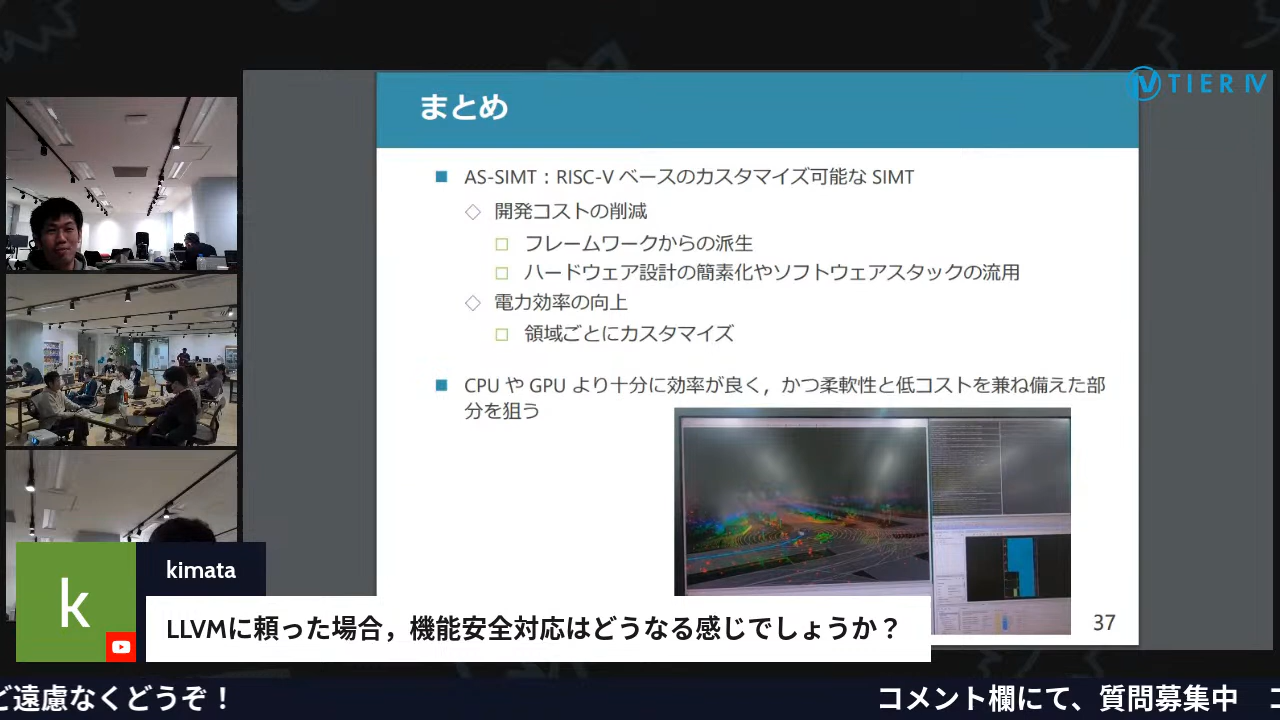 TIER IV
まとめ
AS-SIMT：RISC-V ベースのカスタマイズ可能な SIMT
開発コストの削減
フレームワークからの派生
ハードウェア設計の簡素化やソフトウェアスタックの流用
電力効率の向上
領域ごとにカスタマイズ
CPU や GPU より十分に効率が良く，かつ柔軟性と低コストを兼ね備えた部
分を狙う
37
k
kimata
LLVMに頼った場合，機能安全対応はどうなる感じでしょうか？
ど遠慮なくどうぞ！
コメント欄にて、質問募集中